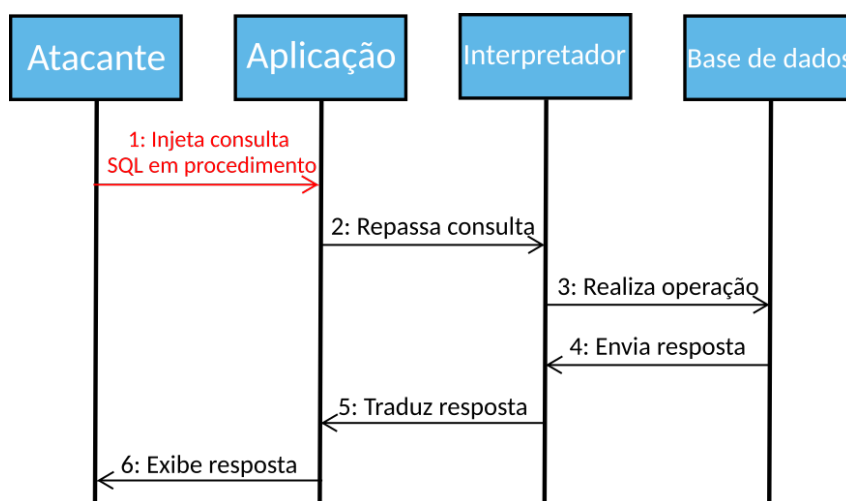 Atacante
Aplicação
Interpretador
Base de dados
1: Injeta consulta
SQL em procedimento
2: Repassa consulta
3: Realiza operação
4: Envia resposta
5: Traduz resposta
6: Exibe resposta